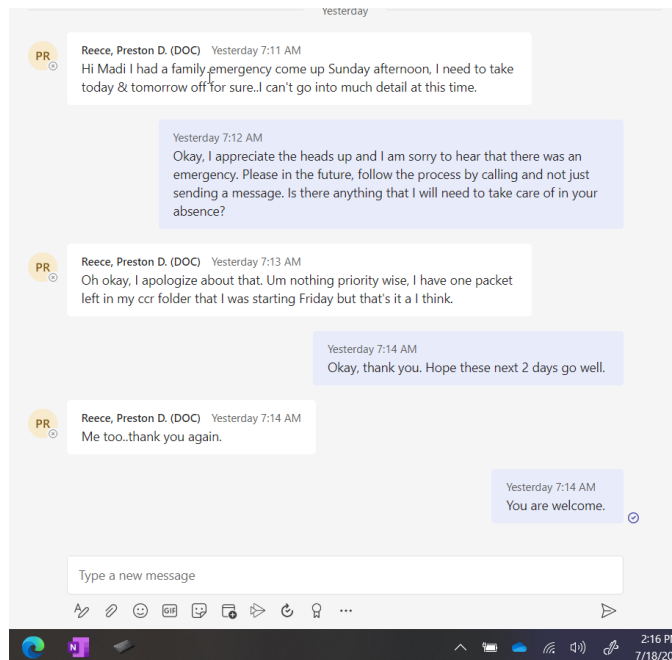 Yesterday
PR
Reece, Preston D. (DOC) Yesterday 7:11 AM
Hi Madi I had a family emergency come up Sunday afternoon, I need to take
today & tomorrow off for sure..I can't go into much detail at this time.
Yesterday 7:12 AM
Okay, I appreciate the heads up and I am sorry to hear that there was an
emergency. Please in the future, follow the process by calling and not just
sending a message. Is there anything that I will need to take care of in your
absence?
PR
Reece, Preston D. (DOC) Yesterday 7:13 AM
Oh okay, I apologize about that. Um nothing priority wise, I have one packet
left in my ccr folder that I was starting Friday but that's it a I think.
Yesterday 7:14 AM
Okay, thank you. Hope these next 2 days go well.
PR
Reece, Preston D. (DOC) Yesterday 7:14 AM
Me too..thank you again.
Yesterday 7:14 AM
You are welcome.
Type a new message
GIF
N
2:16 P
7/18/20